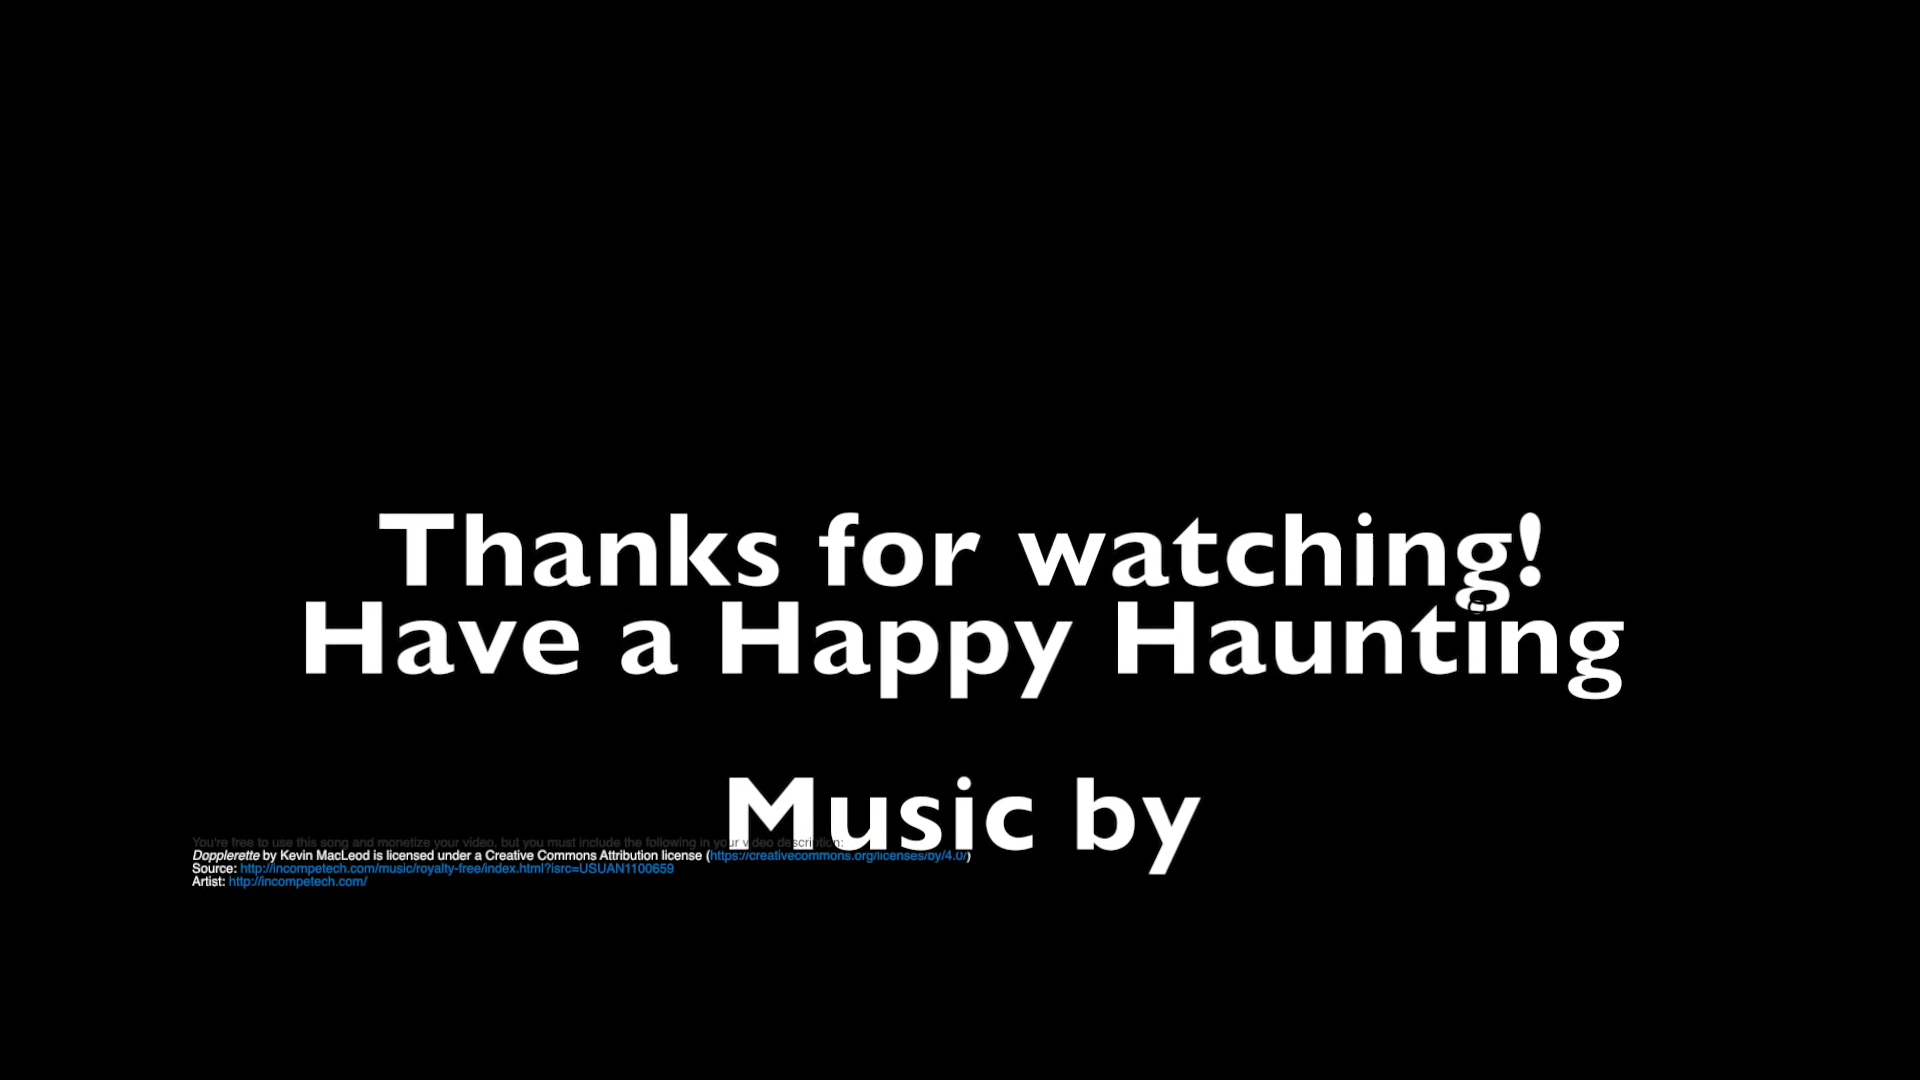 Thanks for watching!
Have a Happy Haunting
Music by
You're free to use this song and monetize your video, but you must include the following in your video description:
Dopplerette by Kevin MacLeod is licensed under a Creative Commons Attribution license (https://creativecommons.org/licenses/by/4.0/)
Source: http://incompetech.com/music/royalty-free/index.html?isrc=USUAN1100659
Artist: http://incompetech.com/